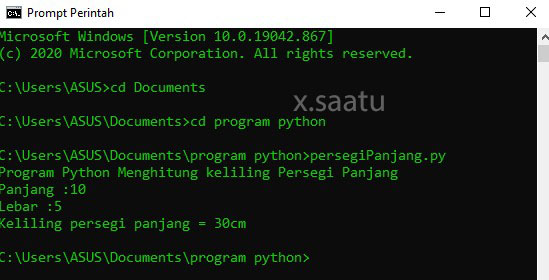 Prompt Perintah
Microsoft Windows [Version 10.0.19042.867]
(c) 2020 Microsoft Corporation. All rights reserved.
C:\Users\ASUS>cd Documents
x.saatu
C:\Users\ASUS\Documents>cd program python
C:\Users\ASUS\Documents\program python>persegiPanjang.py
Program Python Menghitung keliling Persegi Panjang
Panjang :10
Lebar :5
Keliling persegi panjang = 30cm
C:\Users\ASUS\Documents\program python>